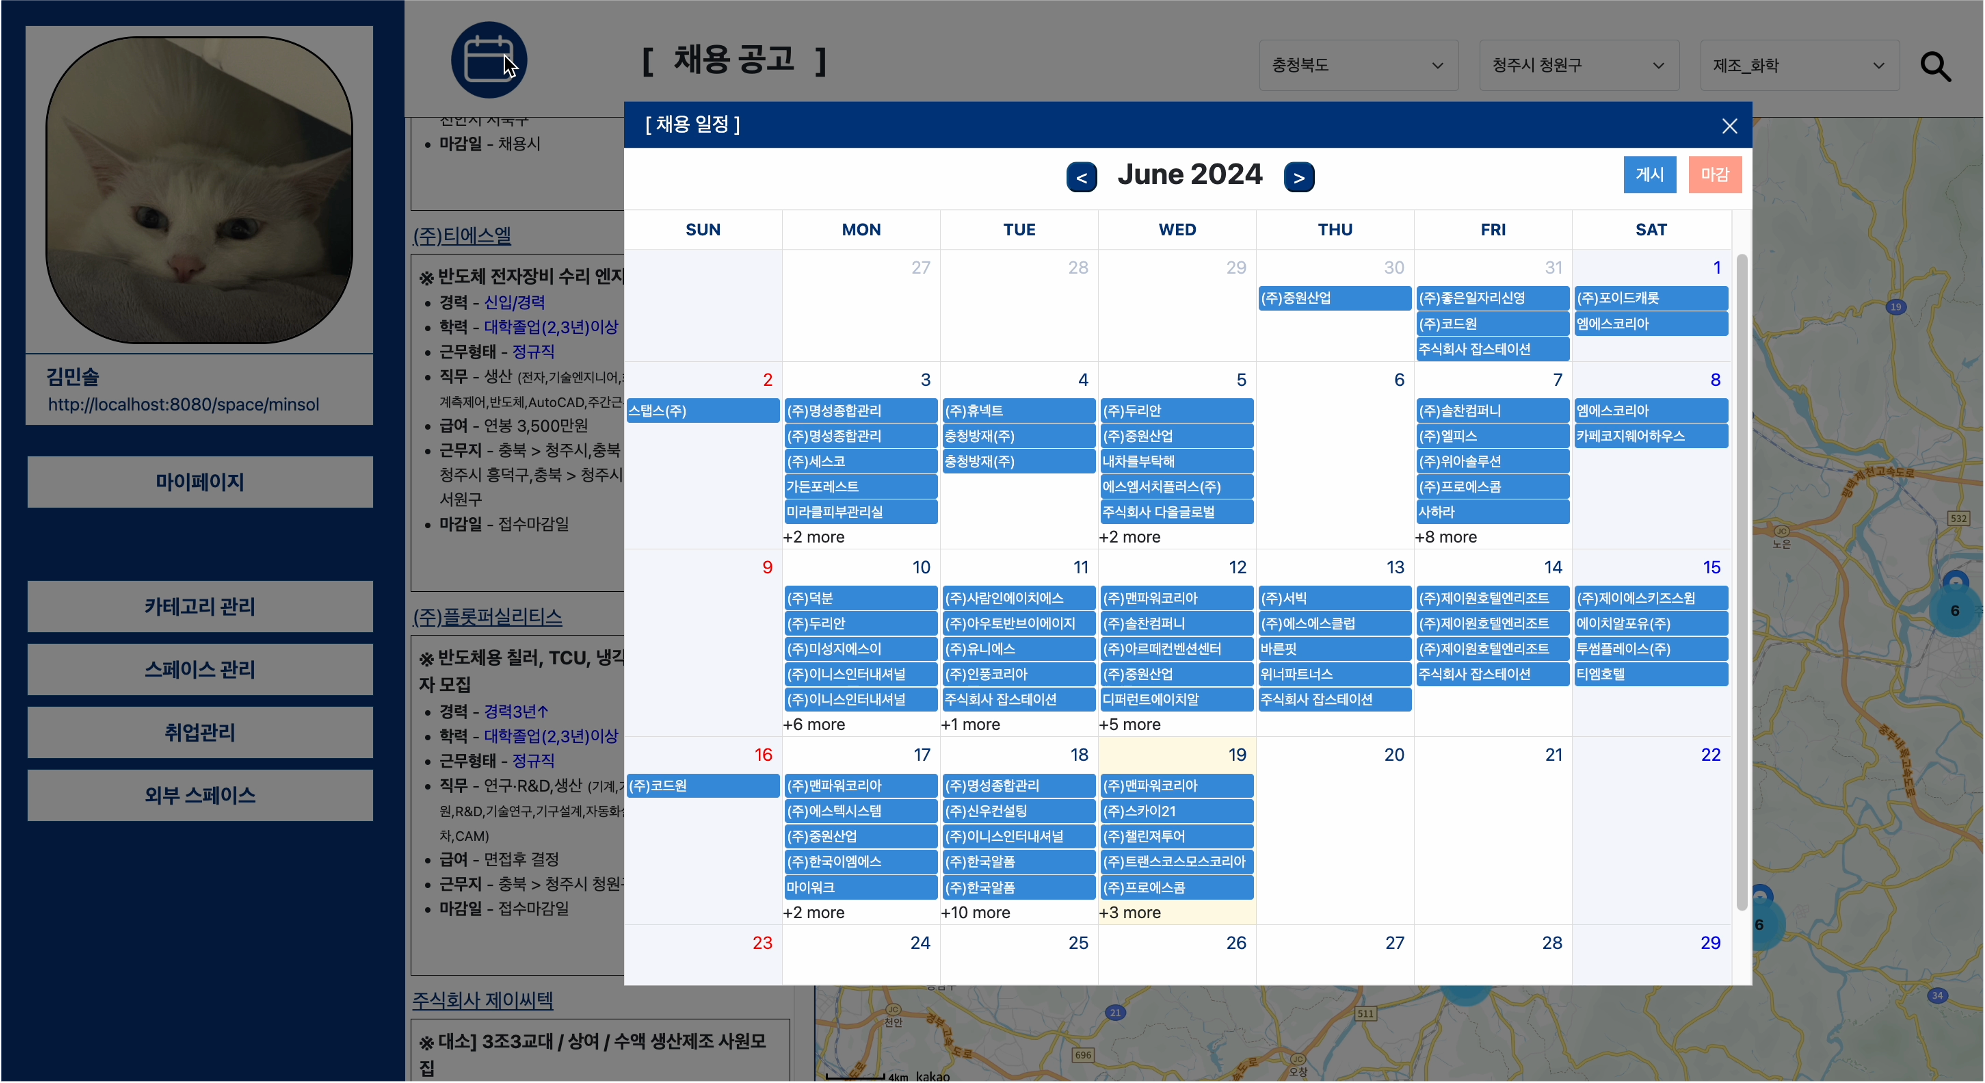 김민솔
http://localhost:8080/space/minsol
마이페이지
카테고리 관리
스페이스 관리
취업관리
외부 스페이스
[ 채용 공고 ]
충청북도
청주시 청원구
제조_화학
마감일 - 채용시
(주)티에스엘
※ 반도체 전자장비 수리 엔지
경력 - 신입/경력
학력 - 대학졸업(2,3년)이상
근무형태 - 정규직
직무 - 생산 (전자,기술엔지니어,
계측제어,반도체,AutoCAD,주간근
급여 - 연봉 3,500만원
근무지 - 충북 > 청주시,충북
청주시 흥덕구,충북 > 청주시
서원구
마감일 - 접수마감일
(주)플롯퍼실리티스
※ 반도체용 칠러, TCU, 냉각
자 모집
경력 - 경력3년↑
학력 - 대학졸업(2,3년)이상
근무형태 - 정규직
직무 - 연구·R&D,생산 (기계,
원,R&D,기술연구,기구설계,자동화
차,CAM)
급여 - 면접후 결정
근무지 - 충북 > 청주시 청원
마감일 - 접수마감일
주식회사 제이씨텍
※ 대소] 3조3교대 / 상여 / 수액 생산제조 사원모
집
[ 채용 일정 ]
< June 2024 >
게시 마감
SUN MON TUE WED THU FRI SAT
27 28 29 30 31 1
(주)중원산업
(주)좋은일자리신영
(주)코드원
주식회사 잡스테이션
(주)포이드캐롯
엠에스코리아
2 3 4 5 6 7 8
스탭스(주)
(주)명성종합관리
(주)명성종합관리
(주)세스코
가든포레스트
미라클피부관리실
+2 more
(주)휴넥트
충청방재(주)
충청방재(주)
(주)두리안
(주)중원산업
내차를부탁해
에스엠서치플러스(주)
주식회사 다올글로벌
+2 more
(주)솔찬컴퍼니
(주)엘피스
(주)위아솔루션
(주)프로에스콤
사하라
+8 more
엠에스코리아
카페코지웨어하우스
9 10 11 12 13 14 15
(주)덕분
(주)두리안
(주)미성지에스이
(주)이니스인터내셔널
(주)이니스인터내셔널
+6 more
(주)사람인에이치에스
(주)아우토반브이에이지
(주)유니에스
(주)인풍코리아
주식회사 잡스테이션
+1 more
(주)맨파워코리아
(주)솔찬컴퍼니
(주)아르떼컨벤션센터
(주)중원산업
디퍼런트에이치알
+5 more
(주)서빅
(주)에스에스클럽
바른핏
위너파트너스
주식회사 잡스테이션
(주)제이원호텔엔리조트
(주)제이원호텔엔리조트
(주)제이원호텔엔리조트
주식회사 잡스테이션
(주)제이에스키즈스윔
에이치알포유(주)
투썸플레이스(주)
티엠호텔
16 17 18 19 20 21 22
(주)코드원
(주)맨파워코리아
(주)에스텍시스템
(주)중원산업
(주)한국이엠에스
마이워크
+2 more
(주)명성종합관리
(주)신우컨설팅
(주)이니스인터내셔널
(주)한국알폼
(주)한국알폼
+10 more
(주)맨파워코리아
(주)스카이21
(주)챌린져투어
(주)트랜스코스모스코리아
(주)프로에스콤
+3 more
23 24 25 26 27 28 29
19
평택제천고속도로
532
JC
노은
6
중부내륙고속도로
6
34
JC
천안
21
511
696
JC
오창
4km kakao